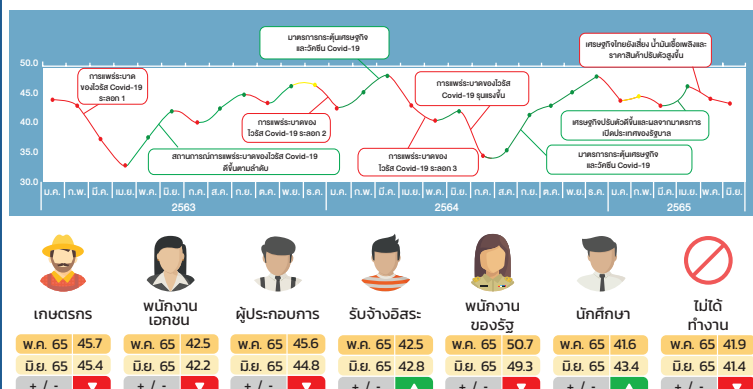 มาตรการกระตุ้นเศรษฐกิจ
และวัคซีน Covid-19
เศรษฐกิจไทยยังเสี่ยง น้ำมันเชื้อเพลิงและ
ราคาสินค้าปรับตัวสูงขึ้น
การแพร่ระบาด
ของไวรัส Covid-19
ระลอก 1
การแพร่ระบาดของไวรัส
Covid-19 รุนแรงขึ้น
การแพร่ระบาดของ
ไวรัส Covid-19 ระลอก 2
เศรษฐกิจปรับตัวดีขึ้นและผลจากมาตรการ
เปิดประเทศของรัฐบาล
สถานการณ์การแพร่ระบาดของไวรัส Covid-19
ดีขึ้นตามลำดับ
การแพร่ระบาดของ
ไวรัส Covid-19 ระลอก 3
มาตรการกระตุ้นเศรษฐกิจ
และวัคซีน Covid-19
50.0
45.0
40.0
35.0
30.0
ม.ค. ก.พ. มี.ค. เม.ย. พ.ค. มิ.ย. ก.ค. ส.ค. ก.ย. ต.ค. พ.ย. ธ.ค. ม.ค. ก.พ. มี.ค. เม.ย. พ.ค. มิ.ย. ก.ค. ส.ค. ก.ย. ต.ค. พ.ย. ธ.ค. ม.ค. ก.พ. มี.ค. เม.ย. พ.ค. มิ.ย.
2563 2564 2565
เกษตรกร
พ.ค. 65 45.7
มิ.ย. 65 45.4
+ / -
พนักงาน
เอกชน
พ.ค. 65 42.5
มิ.ย. 65 42.2
+ / -
ผู้ประกอบการ
พ.ค. 65 45.6
มิ.ย. 65 44.8
+ / -
รับจ้างอิสระ
พ.ค. 65 42.5
มิ.ย. 65 42.8
+ / -
พนักงาน
ของรัฐ
พ.ค. 65 50.7
มิ.ย. 65 49.3
+ / -
นักศึกษา
พ.ค. 65 41.6
มิ.ย. 65 43.4
+ / -
ไม่ได้
ทำงาน
พ.ค. 65 41.9
มิ.ย. 65 41.4
+ / -